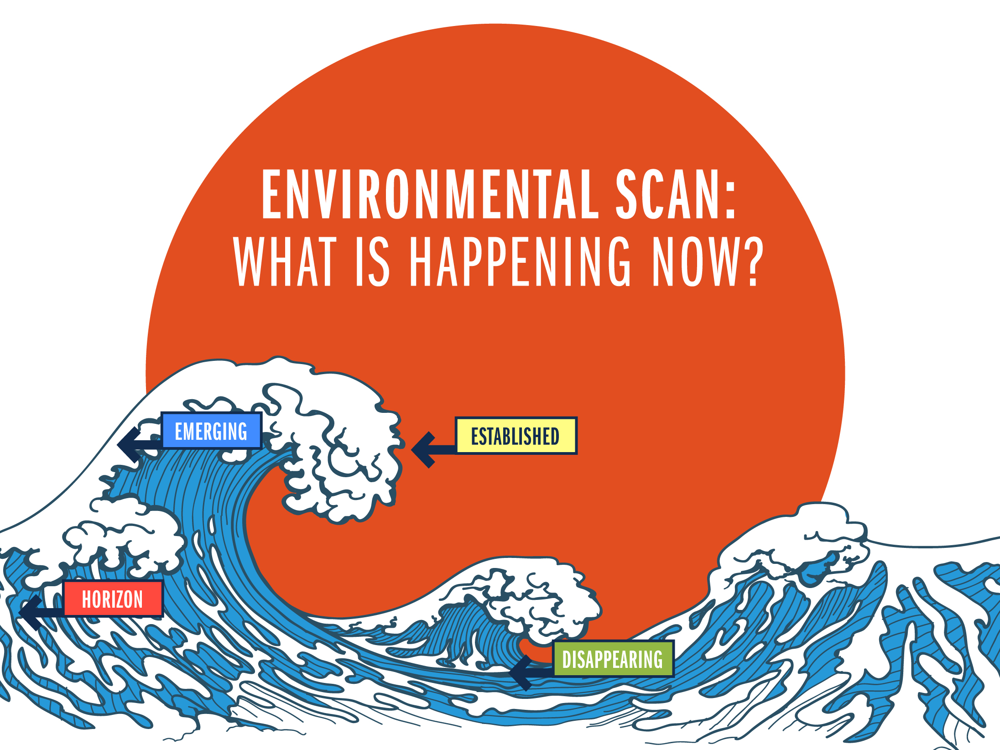 ENVIRONMENTAL SCAN:
WHAT IS HAPPENING NOW?
EMERGING
ESTABLISHED
HORIZON
DISAPPEARING